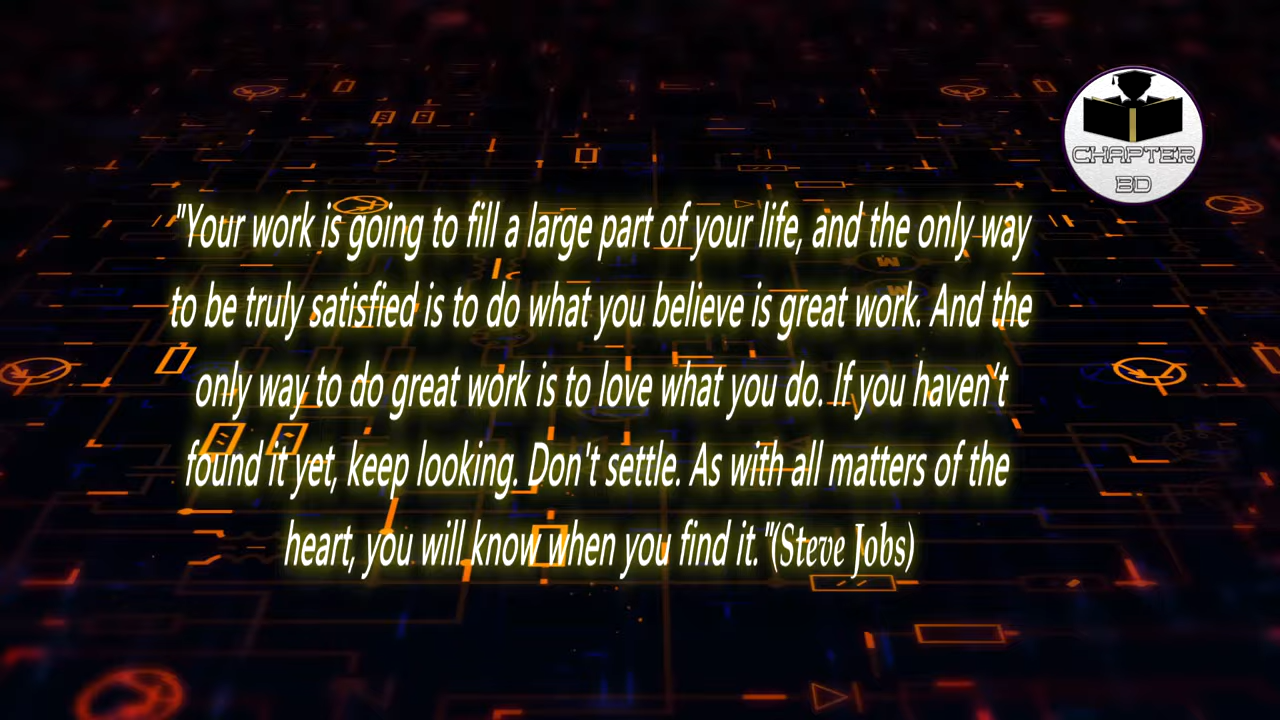 "Your work is going to fill a large part of your life, and the only way
to be truly satisfied is to do what you believe is great work. And the
only way to do great work is to love what you do. If you haven't
found it yet, keep looking. Don't settle. As with all matters of the
heart, you will know when you find it."(Steve Jobs)
CHAPTER
BD